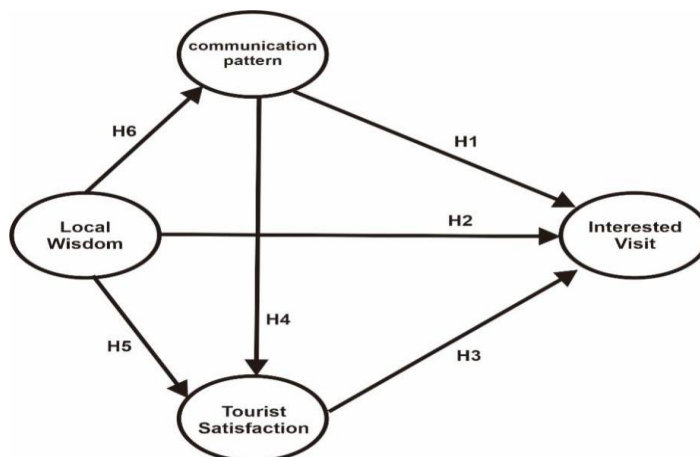 communication
pattern
H6
H1
Local
Wisdom
H2
Interested
Visit
H4
H5
H3
Tourist
Satisfaction